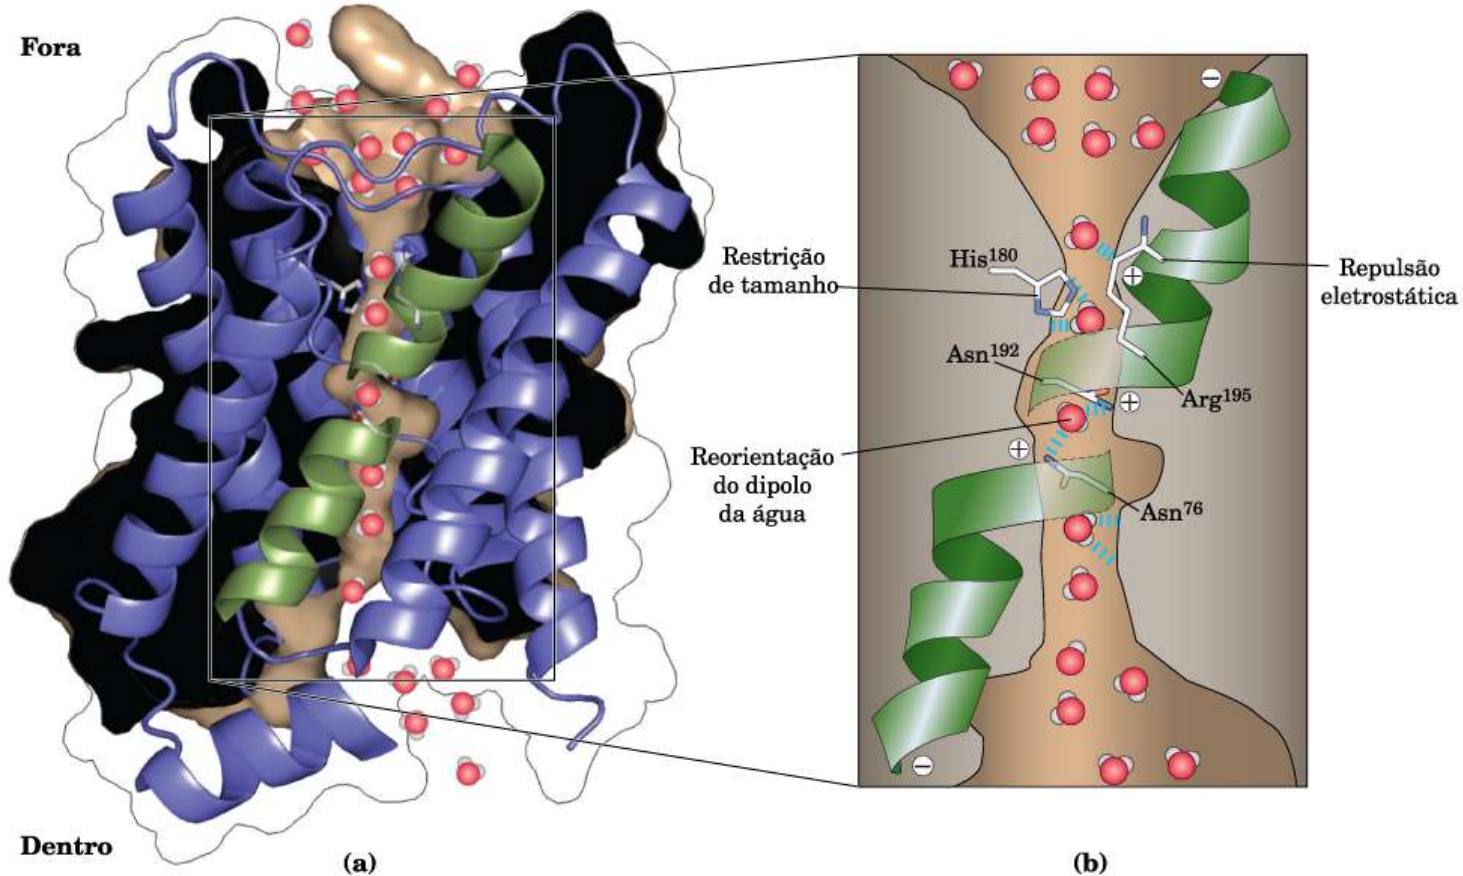 Fora
Restrição
de tamanho
His180
Repulsão
eletrostática
Asn192
Arg195
Reorientação
do dipolo
da água
Asn76
Dentro
(a)
(b)
+
+
+
−
−